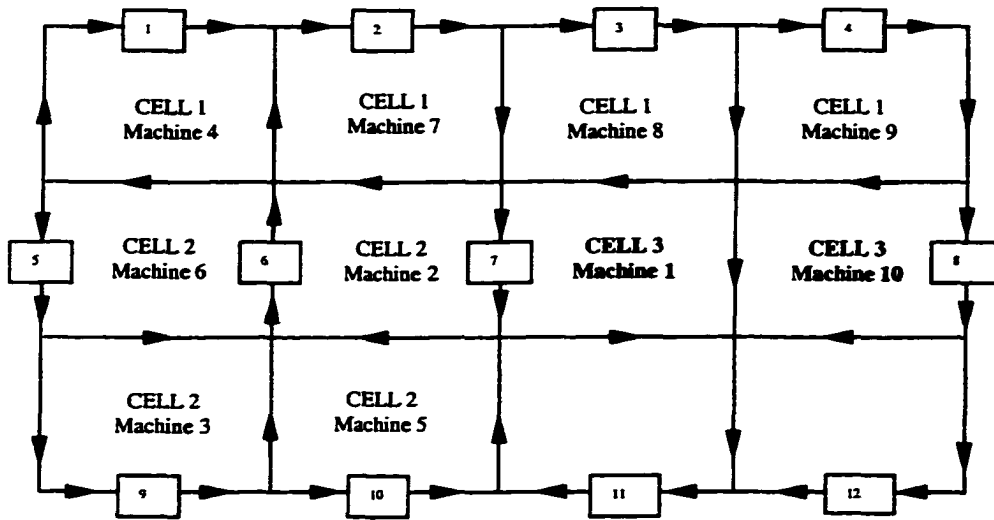 1 2 3 4
CELL 1 CELL 1 CELL 1 CELL 1
Machine 4 Machine 7 Machine 8 Machine 9
5 CELL 2 6 CELL 2 7 CELL 3 CELL 3 8
Machine 6 Machine 2 Machine 1 Machine 10
CELL 2 CELL 2
Machine 3 Machine 5
9 10 11 12